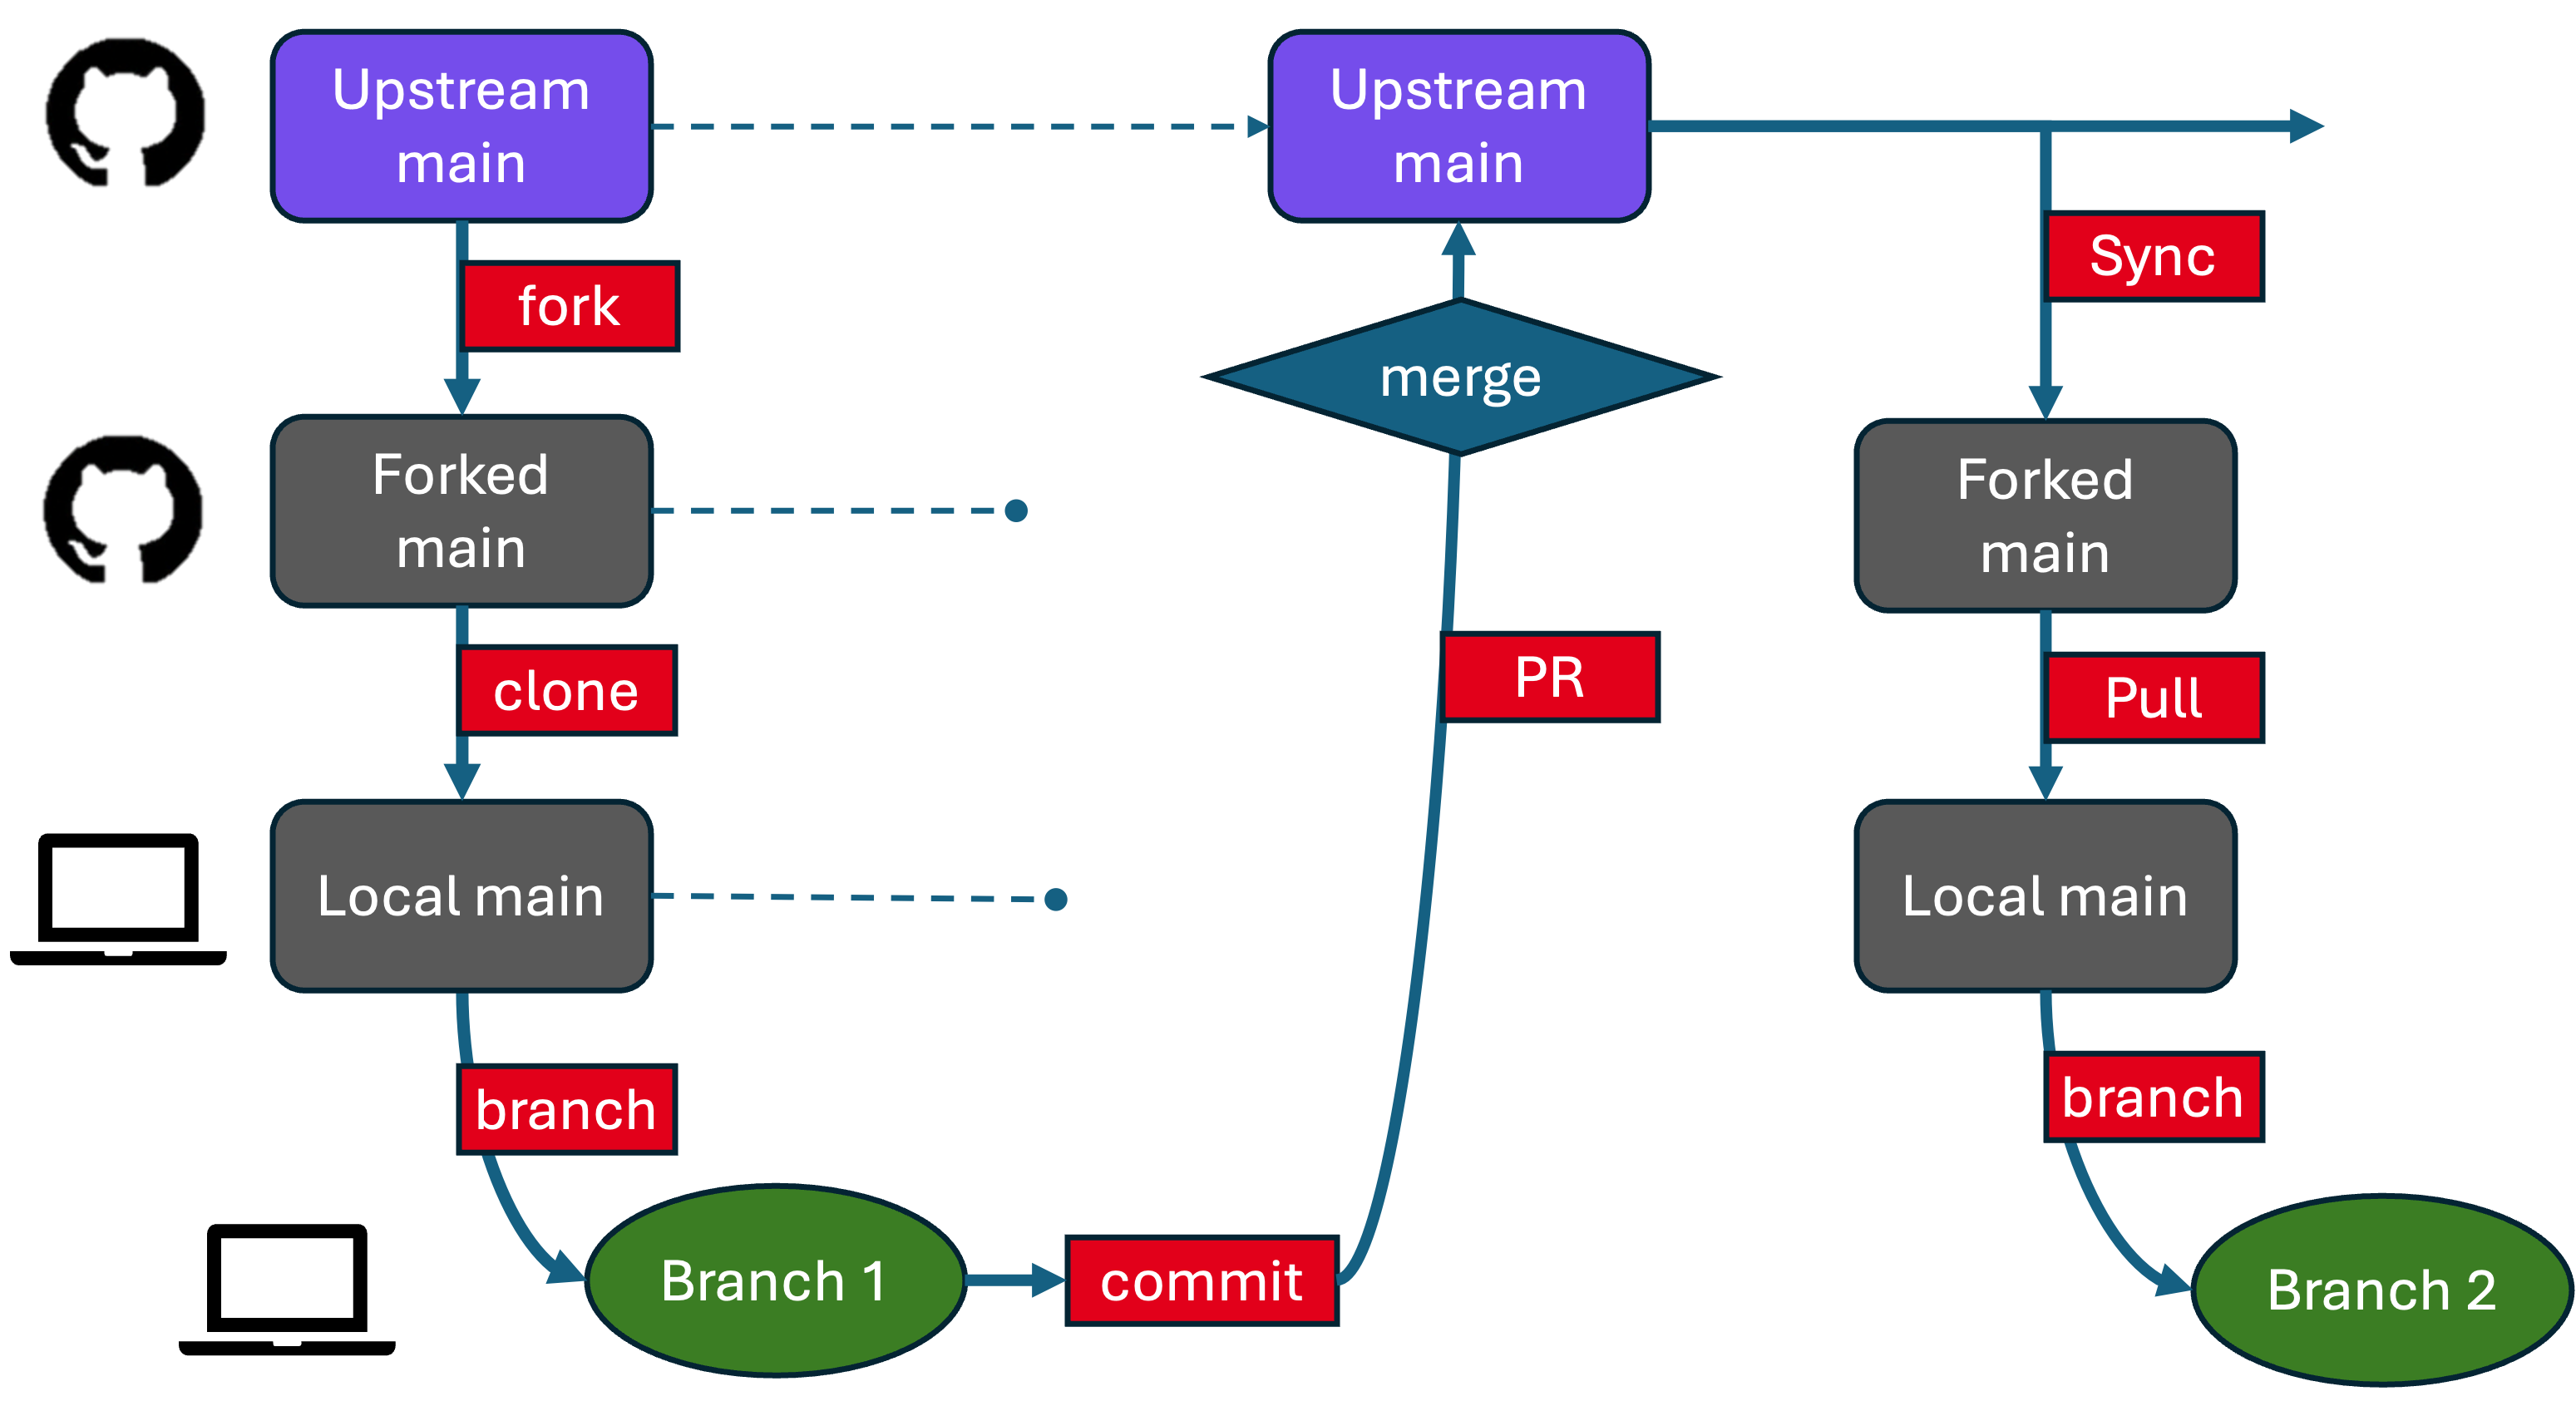 Upstream
main
fork
Forked
main
clone
Local main
branch
Branch 1
commit
PR
merge
Upstream
main
Sync
Forked
main
Pull
Local main
branch
Branch 2